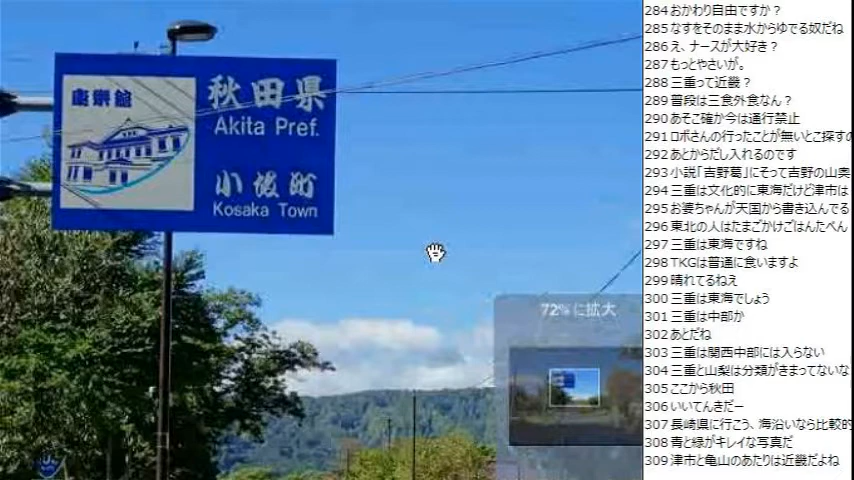 康樂館
秋田県
Akita Pref.
小坂町
Kosaka Town
72%に拡大
284 おかわり自由ですか？
285 なすをそのまま水からゆでる奴だね
286 え、ナースが大好き？
287 もっとやさいが。
288 三重って近畿？
289 普段は三食外食なん？
290 あそこ確か今は通行禁止
291 ロボさんの行ったことが無いとこ探すの
292 あとからだし入れるのです
293 小説「吉野葛」にそって吉野の山奥
294 三重は文化的に東海だけど津市は
295 お婆ちゃんが天国から書き込んでる
296 東北の人はたまごかけごはんたべん
297 三重は東海ですね
298 TKGは普通に食いますよ
299 晴れてるねえ
300 三重は東海でしょう
301 三重は中部か
302 あとだね
303 三重は関西中部には入らない
304 三重と山梨は分類がきまってないな
305 ここから秋田
306 いいてんきだー
307 長崎県に行こう、海沿いなら比較的
308 青と緑がキレイな写真だ
309 津市と亀山のあたりは近畿だよね